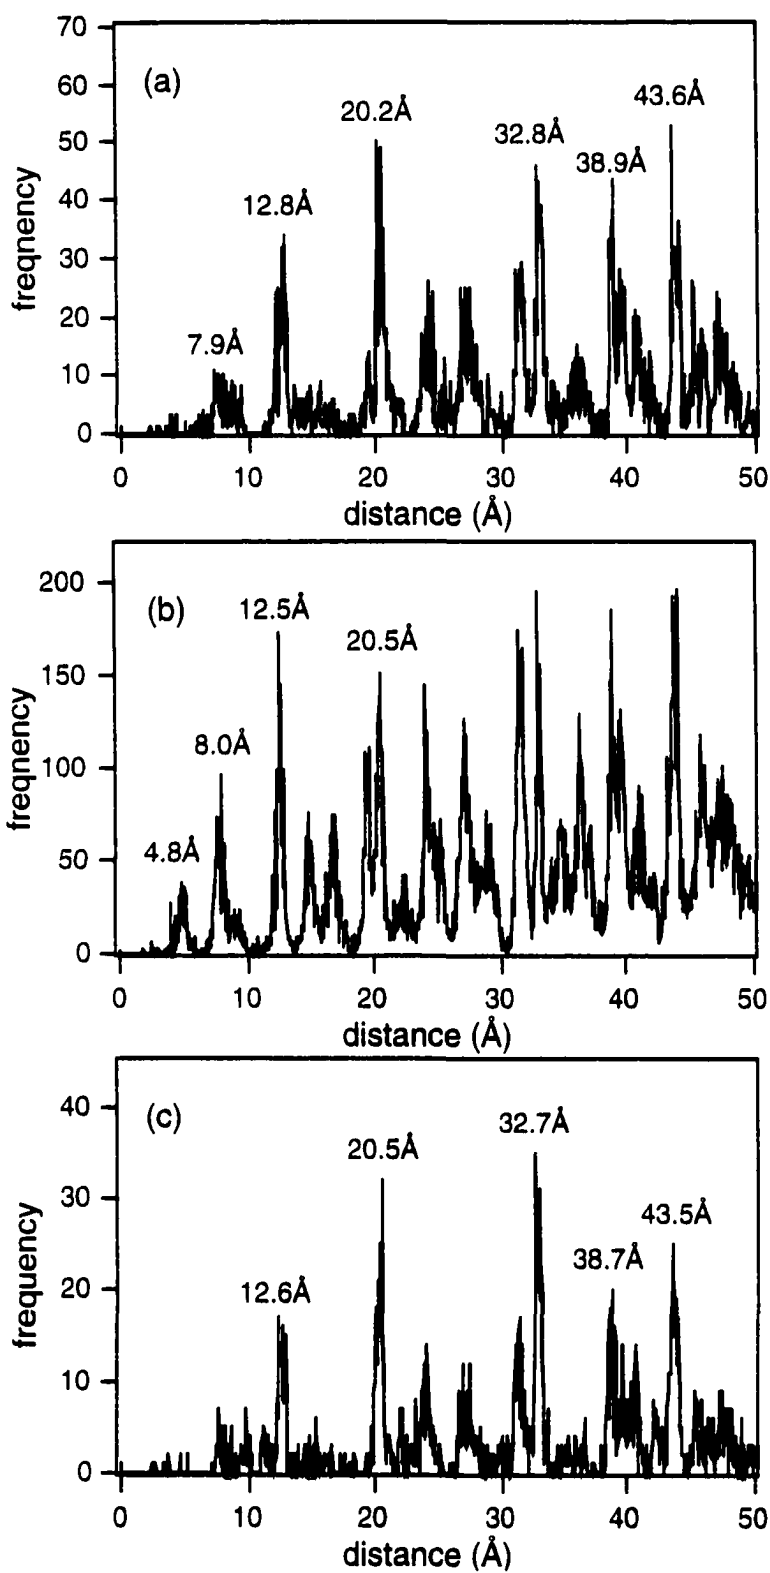 70
(a)
43.6Å
60
20.2Å
32.8Å
50
38.9Å
12.8Å
40
freqnency
30
20
7.9Å
10
0
0 10 20 30 40 50
distance (Å)
200
(b)
12.5Å
20.5Å
150
8.0Å
freqnency
100
4.8Å
50
0
0 10 20 30 40 50
distance (Å)
40
(c)
32.7Å
20.5Å
30
43.5Å
38.7Å
frequency
12.6Å
20
10
0
0 10 20 30 40 50
distance (Å)